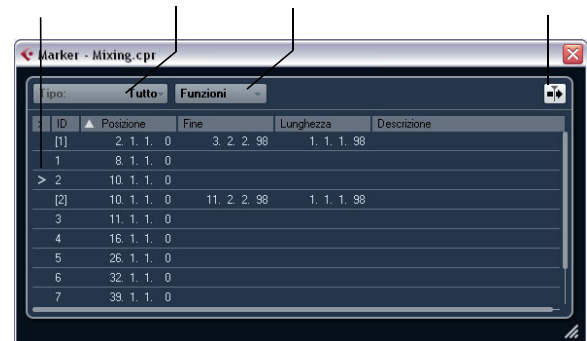 Marker - Mixing.cpr
Tipo: Tutto Funzioni
> ID Posizione Fine Lunghezza Descrizione
[1] 2. 1. 1. 0 3. 2. 2. 98 1. 1. 1. 98
1 8. 1. 1. 0
> 2 10. 1. 1. 0
[2] 10. 1. 1. 0 11. 2. 2. 98 1. 1. 1. 98
3 11. 1. 1. 0
4 16. 1. 1. 0
5 26. 1. 1. 0
6 32. 1. 1. 0
7 39. 1. 1. 0